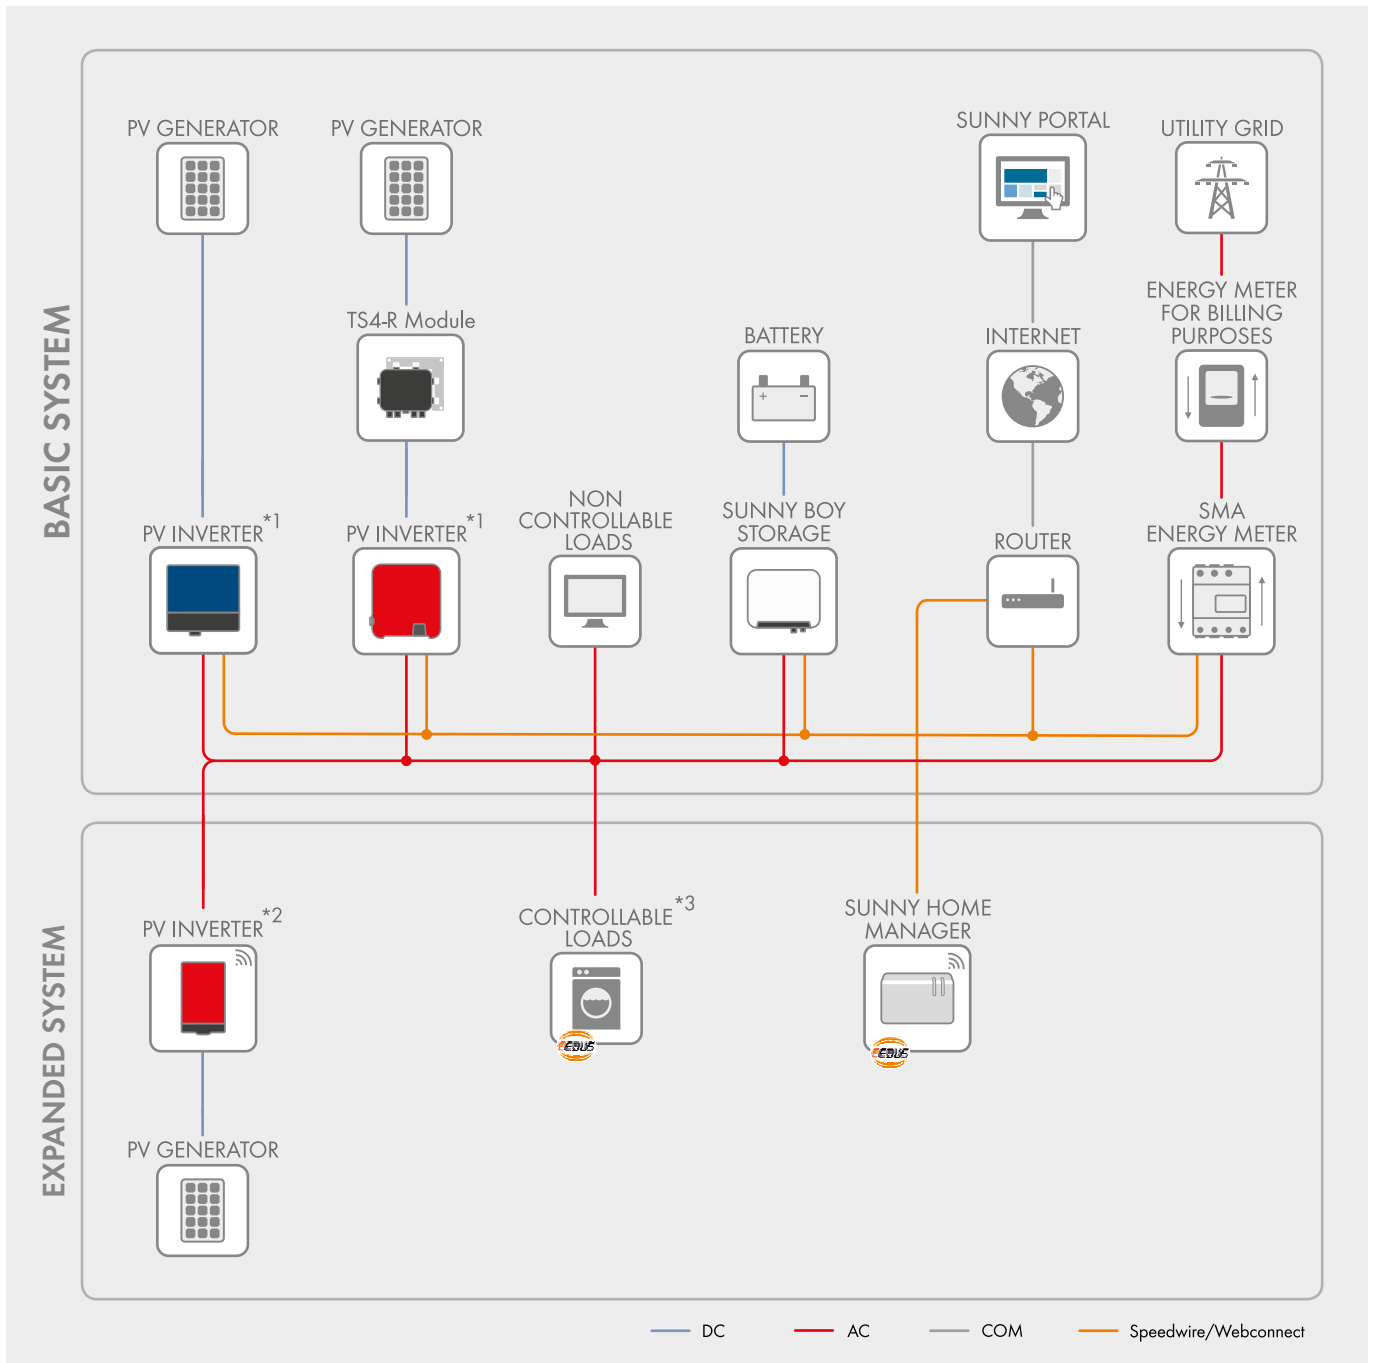 BASIC SYSTEM
PV GENERATOR
PV GENERATOR
SUNNY PORTAL
UTILITY GRID
TS4-R Module
BATTERY
INTERNET
ENERGY METER
FOR BILLING
PURPOSES
PV INVERTER*1
PV INVERTER*1
NON
CONTROLLABLE
LOADS
SUNNY BOY
STORAGE
ROUTER
SMA
ENERGY METER
EXPANDED SYSTEM
PV INVERTER*2
CONTROLLABLE*3
LOADS
SUNNY HOME
MANAGER
PV GENERATOR
DC
AC
COM
Speedwire/Webconnect